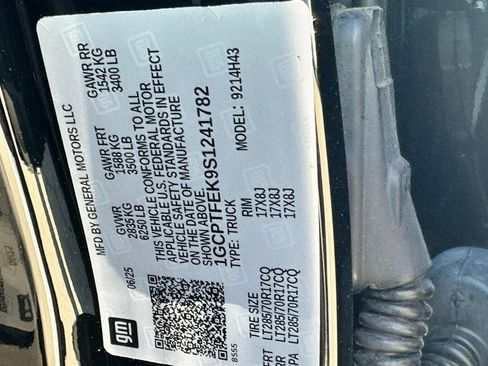 gm
MFD BY GENERAL MOTORS LLC
06/25
GVWR
2835 KG
6250 LB
GAWR FRT
1588 KG
3500 LB
GAWR RR
1542 KG
3400 LB
THIS VEHICLE CONFORMS TO ALL
APPLICABLE U.S. FEDERAL MOTOR
VEHICLE SAFETY STANDARDS IN EFFECT
ON THE DATE OF MANUFACTURE
SHOWN ABOVE.
1GCPTFEK9S1241782
TYPE: TRUCK
MODEL: 9214H43
8555
TIRE SIZE RIM
FRT LT285/70R17CQ 17X8J
RR LT285/70R17CQ 17X8J
PA LT285/70R17CQ 17X8J